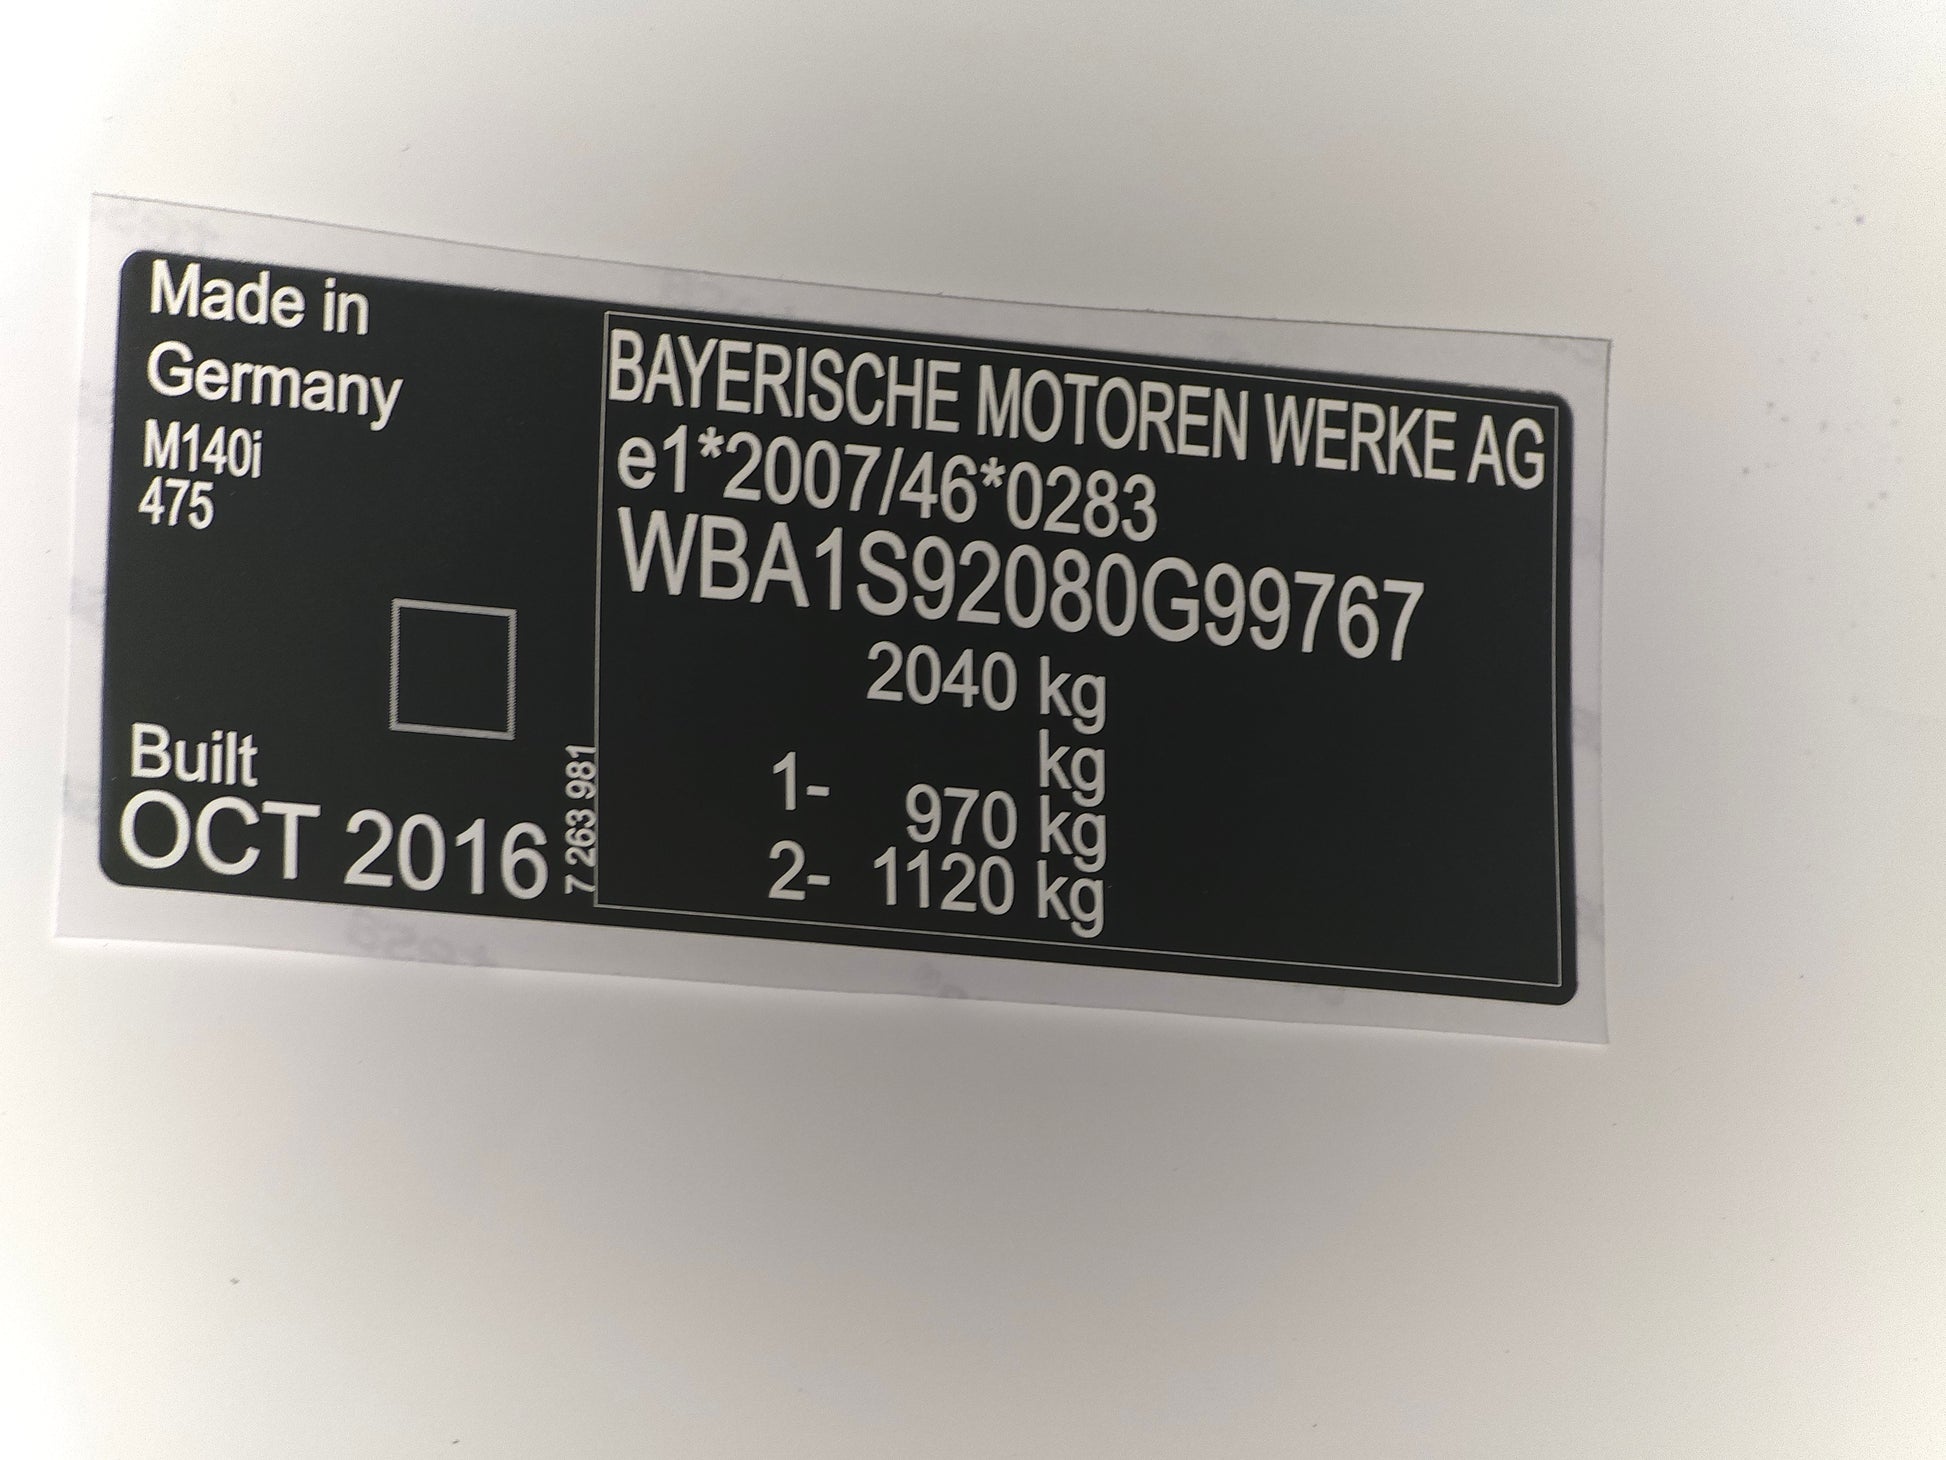 Made in
Germany
M140i
475
Built
OCT 2016
7 263 981
BAYERISCHE MOTOREN WERKE AG
e1*2007/46*0283
WBA1S92080G99767
2040 kg
kg
1- 970 kg
2- 1120 kg